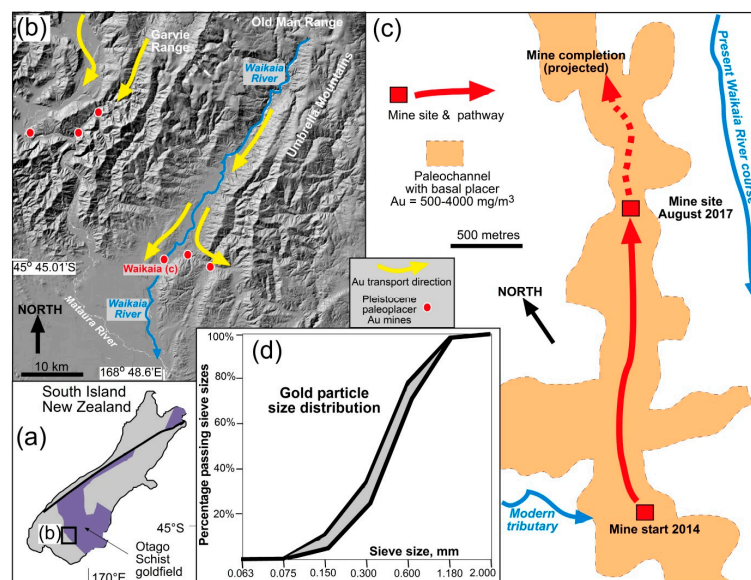 (b)
Old Man Range
Garvie
Range
Waikaia
River
Umbrella Mountains
Waikaia (c)
45° 45.01'S
Waikaia
River
Mataura River
NORTH
10 km
168° 48.6'E
Au transport direction
Pleistocene
paleoplacer
Au mines
(c)
Mine completion
(projected)
Present Waikaia River course
Mine site & pathway
Paleochannel
with basal placer
Au = 500-4000 mg/m3
Mine site
August 2017
500 metres
NORTH
Modern
tributary
Mine start 2014
South Island
New Zealand
(a)
(b)
45°S
Otago
Schist
goldfield
170°E
(d)
Gold particle
size distribution
Percentage passing sieve sizes
100%
80%
60%
40%
20%
Sieve size, mm
0.063
0.075
0.150
0.300
0.600
1.180
2.000